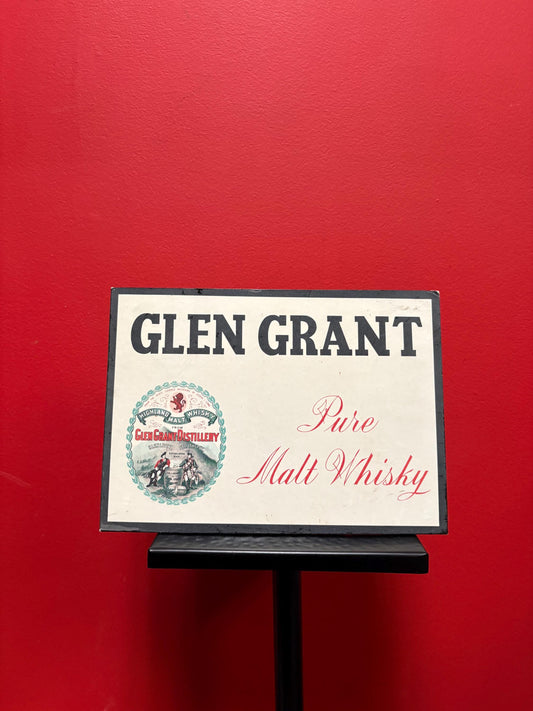 GLEN GRANT
HIGHLAND MALT WHISKY
GLEN GRANT DISTILLERY
Pure
Malt Whisky